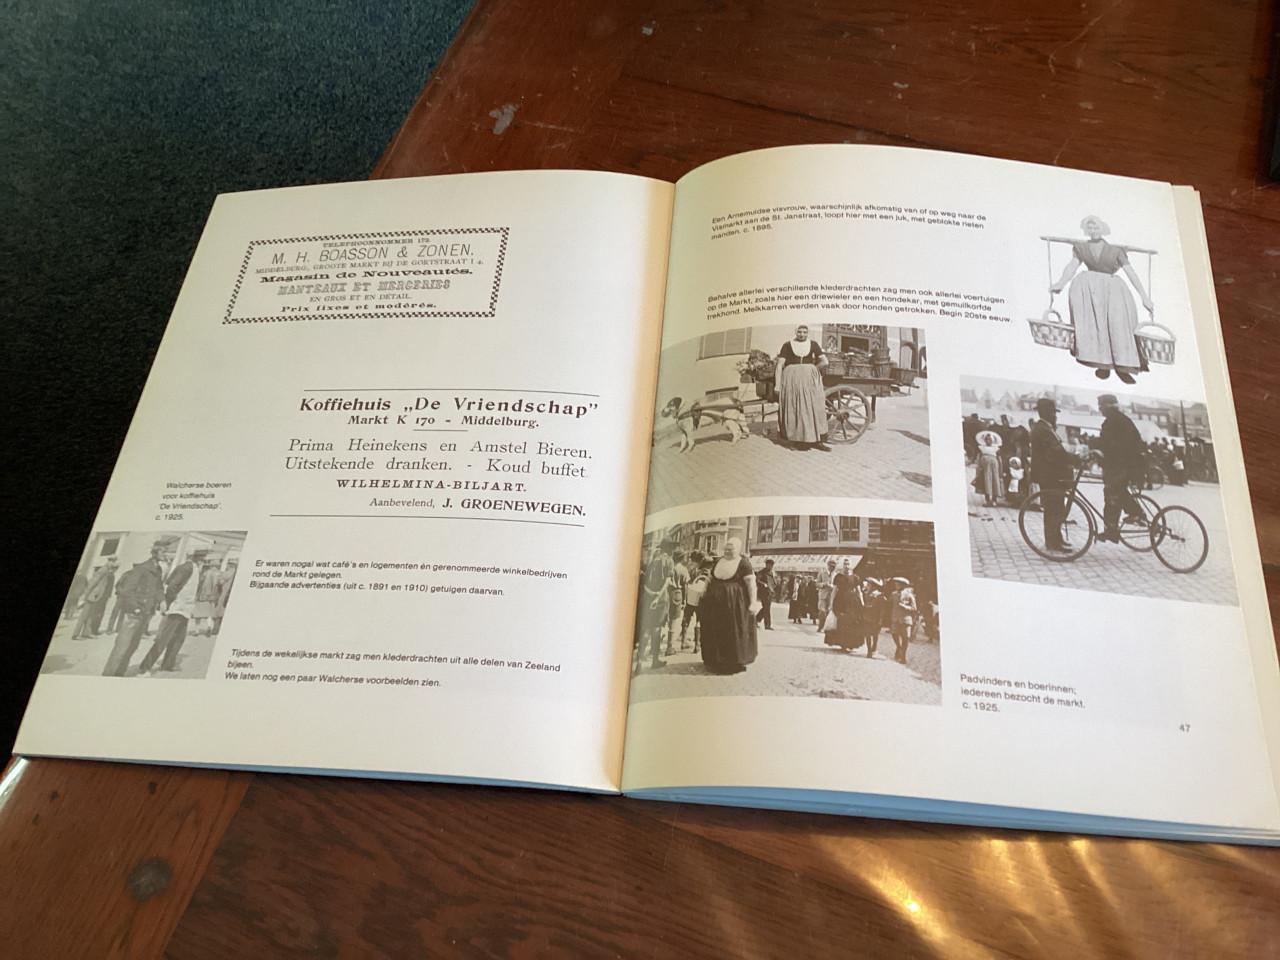 TELEFOONNOMMER 172.
M. H. BOASSON & ZONEN.
MIDDELBURG, GROOTE MARKT BIJ DE GORTSTRAAT I 4.
Magasin de Nouveautés.
MANTEAUX ET MERCERIES
EN GROS ET EN DÉTAIL.
Prix fixes et modérés.
Koffiehuis „De Vriendschap”
Markt K 170 - Middelburg.
Prima Heinekens en Amstel Bieren.
Uitstekende dranken. - Koud buffet
WILHELMINA-BILJART.
Aanbevelend, J. GROENEWEGEN.
Walcherse boeren
voor koffiehuis
'De Vriendschap'.
c. 1925.
Er waren nogal wat café's en logementen én gerenommeerde winkelbedrijven
rond de Markt gelegen.
Bijgaande advertenties (uit c. 1891 en 1910) getuigen daarvan.
Tijdens de wekelijkse markt zag men klederdrachten uit alle delen van Zeeland
bijeen.
We laten nog een paar Walcherse voorbeelden zien.
Een Arnemuidse visvrouw, waarschijnlijk afkomstig van of op weg naar de
Vismarkt aan de St. Janstraat, loopt hier met een juk, met geblokte rieten
manden. c. 1895.
Behalve allerlei verschillende klederdrachten zag men ook allerlei voertuigen
op de Markt, zoals hier een driewieler en een hondekar, met gemuilkorfde
trekhond. Melkkarren werden vaak door honden getrokken. Begin 20ste eeuw.
Padvinders en boerinnen;
iedereen bezocht de markt.
c. 1925.
47